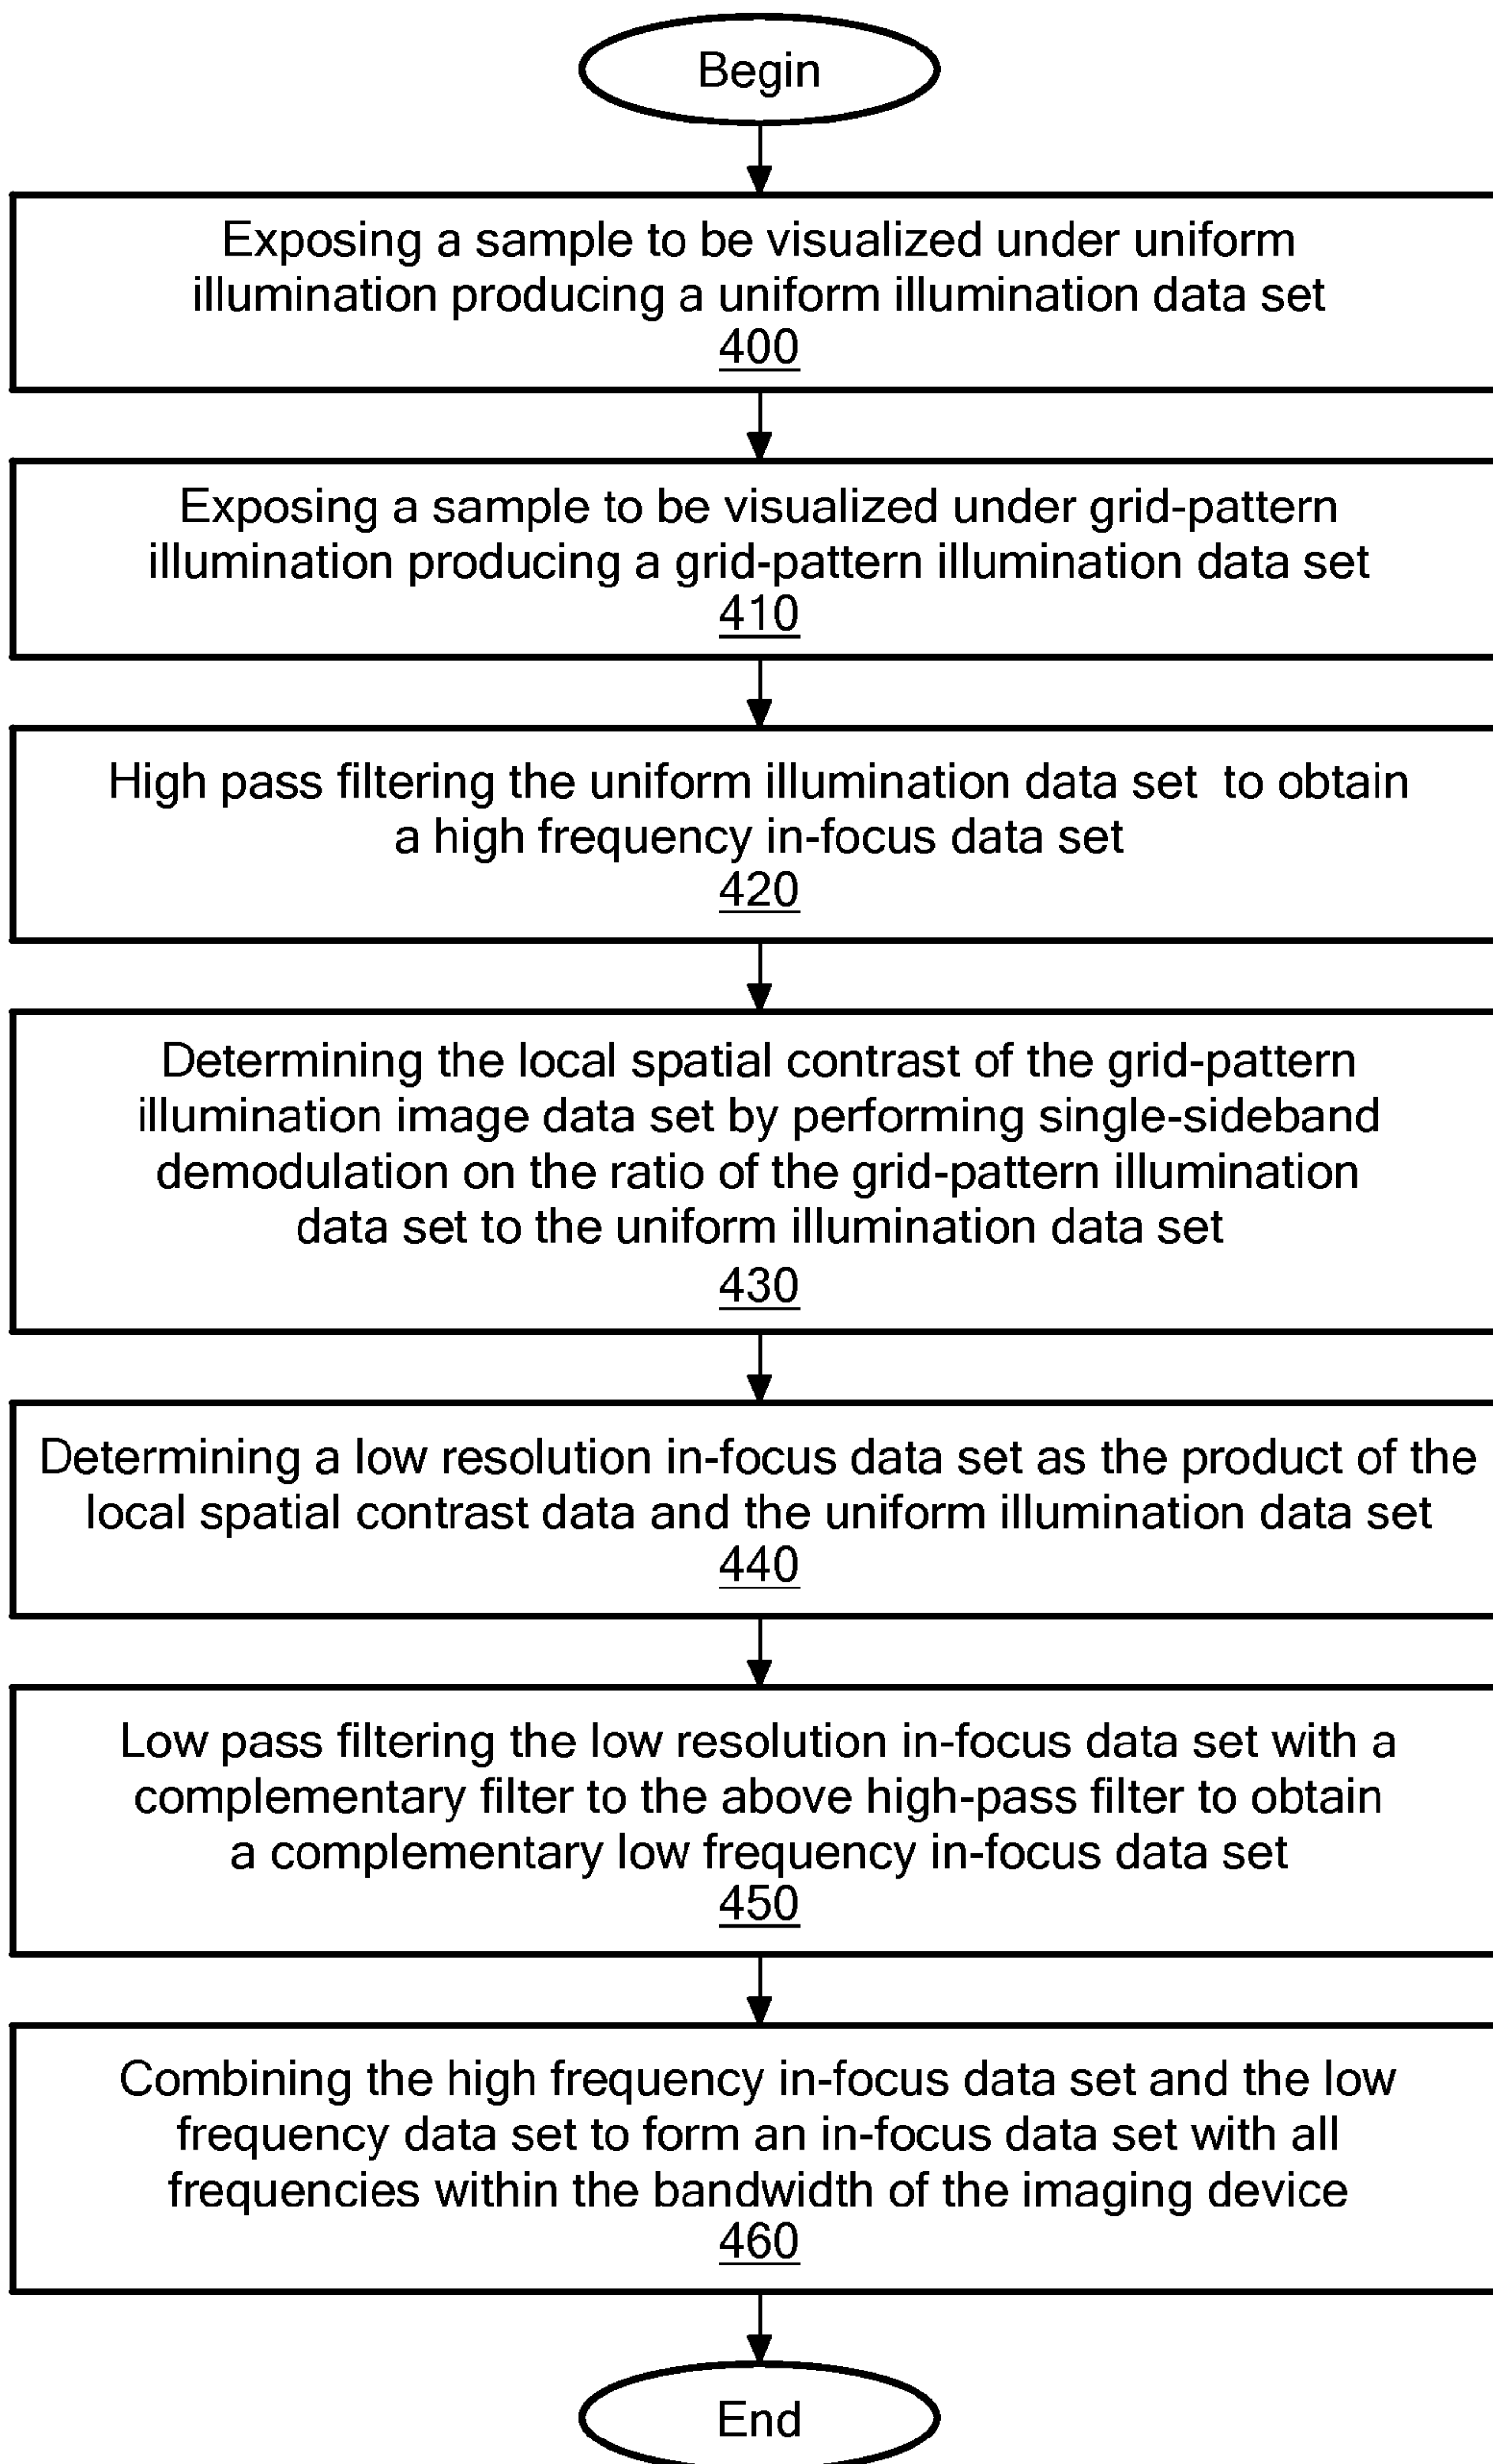 Begin
Exposing a sample to be visualized under uniform
illumination producing a uniform illumination data set
400
Exposing a sample to be visualized under grid-pattern
illumination producing a grid-pattern illumination data set
410
High pass filtering the uniform illumination data set to obtain
a high frequency in-focus data set
420
Determining the local spatial contrast of the grid-pattern
illumination image data set by performing single-sideband
demodulation on the ratio of the grid-pattern illumination
data set to the uniform illumination data set
430
Determining a low resolution in-focus data set as the product of the
local spatial contrast data and the uniform illumination data set
440
Low pass filtering the low resolution in-focus data set with a
complementary filter to the above high-pass filter to obtain
a complementary low frequency in-focus data set
450
Combining the high frequency in-focus data set and the low
frequency data set to form an in-focus data set with all
frequencies within the bandwidth of the imaging device
460
End